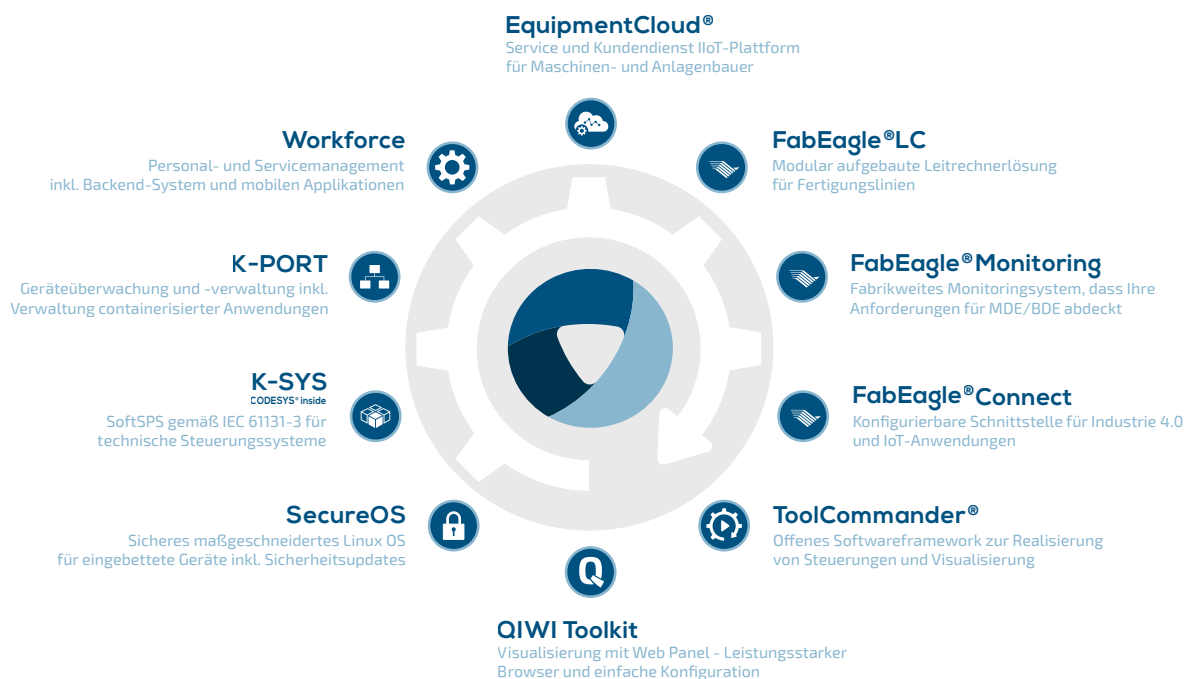 EquipmentCloud®
Service und Kundendienst IIoT-Plattform
für Maschinen- und Anlagenbauer
Workforce
Personal- und Servicemanagement
inkl. Backend-System und mobilen Applikationen
FabEagle®LC
Modular aufgebaute Leitrechnerlösung
für Fertigungslinien
K-PORT
Geräteüberwachung und -verwaltung inkl.
Verwaltung containerisierter Anwendungen
FabEagle®Monitoring
Fabrikweites Monitoringsystem, dass Ihre
Anforderungen für MDE/BDE abdeckt
K-SYS
CODESYS® inside
SoftSPS gemäß IEC 61131-3 für
technische Steuerungssysteme
FabEagle®Connect
Konfigurierbare Schnittstelle für Industrie 4.0
und IoT-Anwendungen
SecureOS
Sicheres maßgeschneidertes Linux OS
für eingebettete Geräte inkl. Sicherheitsupdates
ToolCommander®
Offenes Softwareframework zur Realisierung
von Steuerungen und Visualisierung
QIWI Toolkit
Visualisierung mit Web Panel - Leistungsstarker
Browser und einfache Konfiguration